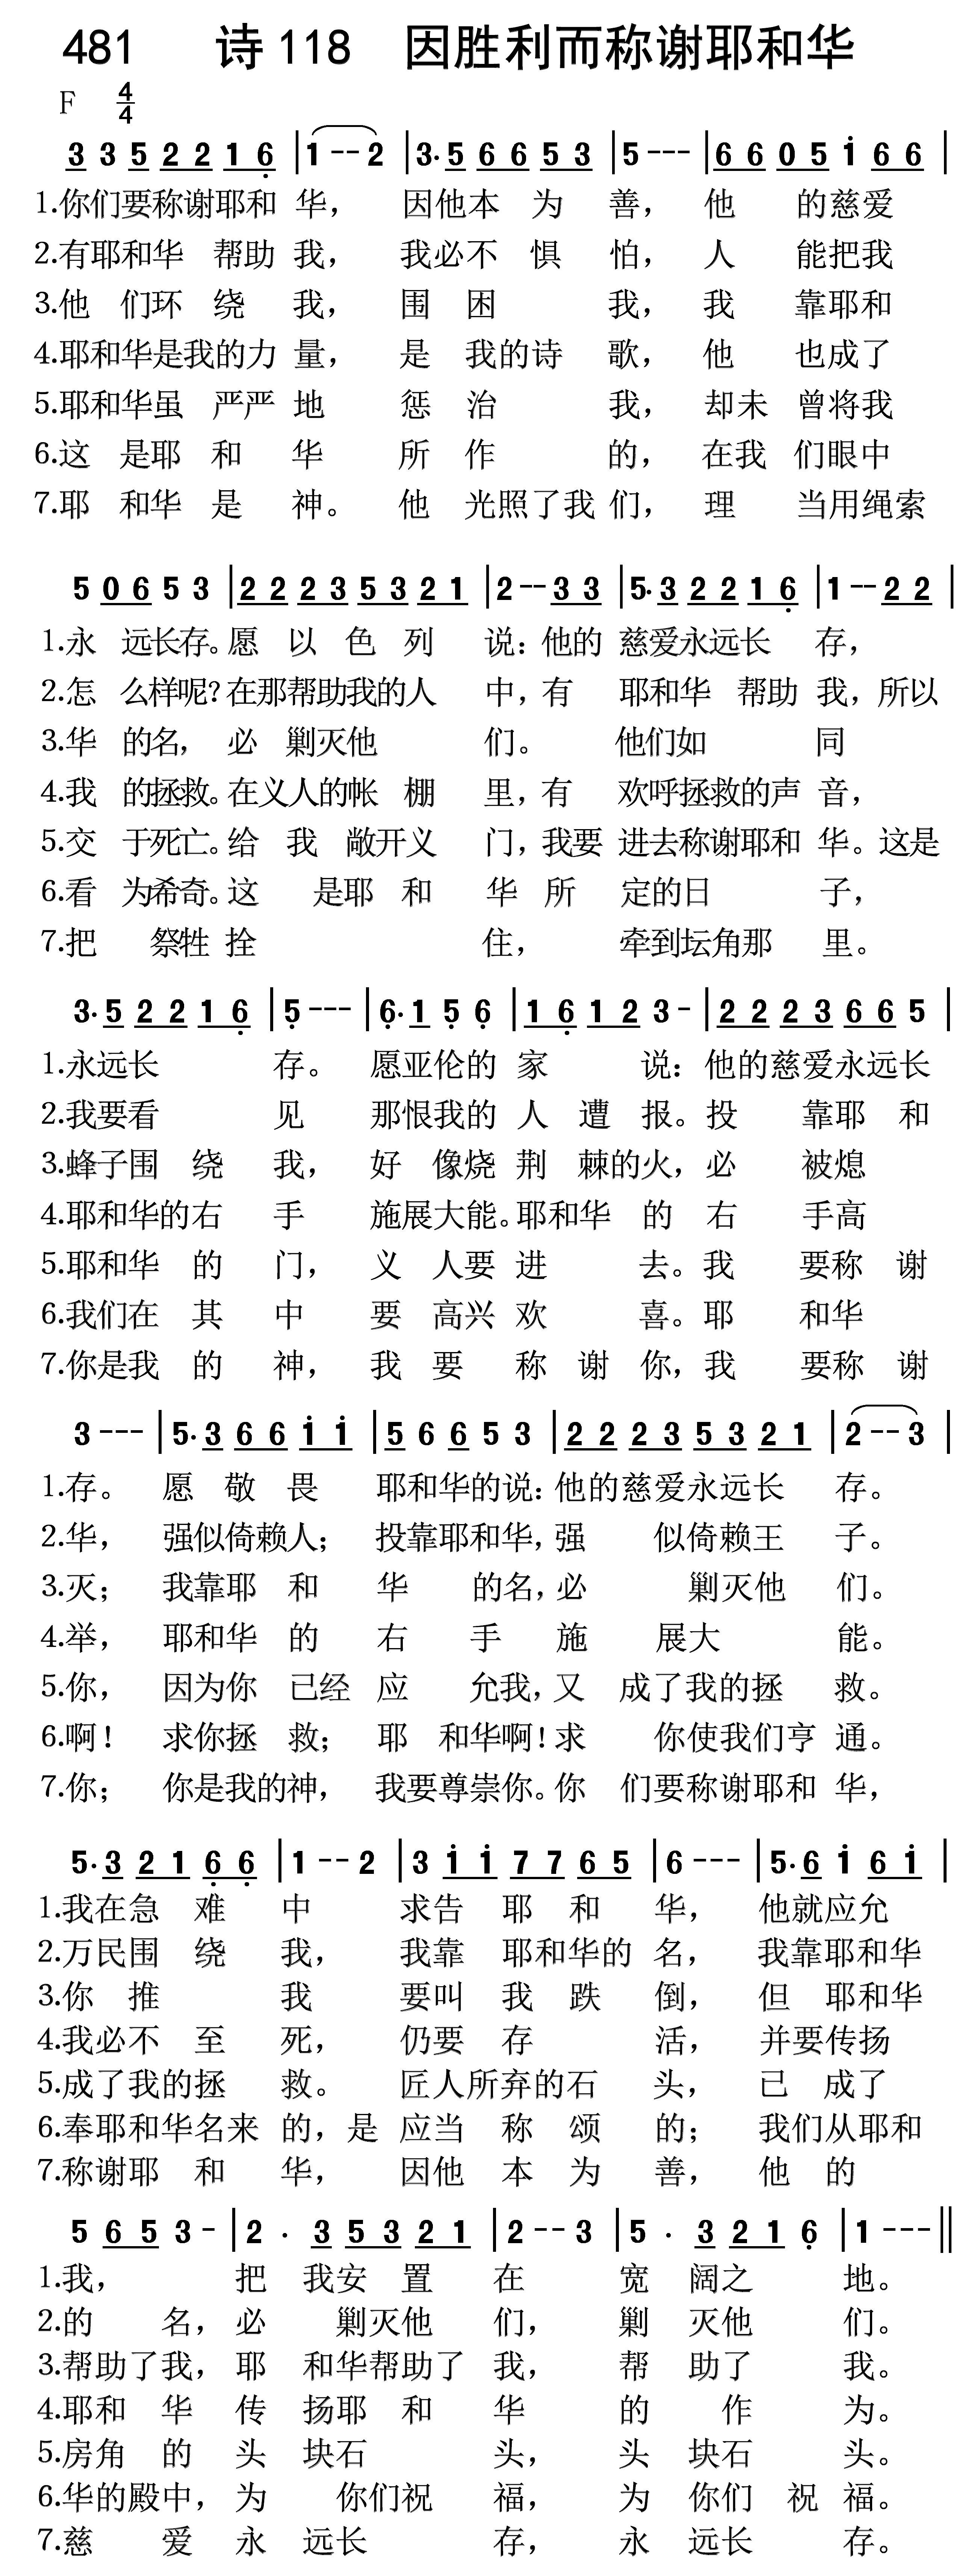 481 诗118 因胜利而称谢耶和华
F 4/4
3 3 5 2 2 1 6 | 1 - - 2 | 3. 5 6 6 5 3 | 5 - - - | 6 6 0 5 i 6 6 |
1.你们要称谢耶和 华， 因他本 为 善， 他 的慈爱
2.有耶和华 帮助 我， 我必不 惧 怕， 人 能把我
3.他 们环 绕 我， 围 困 我， 我 靠耶和
4.耶和华是我的力 量， 是 我的诗 歌， 他 也成了
5.耶和华虽 严严 地 惩 治 我， 却未 曾将我
6.这 是耶 和 华 所 作 的， 在我 们眼中
7.耶 和华 是 神。 他 光照了我 们， 理 当用绳索
5 0 6 5 3 | 2 2 2 3 5 3 2 1 | 2 - - 3 3 | 5. 3 2 2 1 6 | 1 - - 2 2 |
1.永 远长存。愿 以 色 列 说：他的 慈爱永远长 存，
2.怎 么样呢？在那帮助我的人 中，有 耶和华 帮助 我，所以
3.华 的名， 必 剿灭他 们。 他们如 同
4.我 的拯救。在义人的帐 棚 里，有 欢呼拯救的声 音，
5.交 于死亡。给 我 敞开义 门，我要 进去称谢耶和 华。这是
6.看 为希奇。这 是耶 和 华 所 定的日 子，
7.把 祭牲 拴 住， 牵到坛角那 里。
3. 5 2 2 1 6 | 5 - - - | 6. 1 5 6 | 1 6 1 2 3 - | 2 2 2 3 6 6 5 |
1.永远长 存。 愿亚伦的 家 说：他的慈爱永远长
2.我要看 见 那恨我的 人 遭 报。投 靠耶 和
3.蜂子围 绕 我， 好 像烧 荆 棘的火，必 被熄
4.耶和华的右 手 施展大能。耶和华 的 右 手高
5.耶和华 的 门， 义 人要 进 去。我 要称 谢
6.我们在 其 中 要 高兴 欢 喜。耶 和华
7.你是我 的 神， 我 要 称 谢 你，我 要称 谢
3 - - - | 5. 3 6 6 i i | 5 6 6 5 3 | 2 2 2 3 5 3 2 1 | 2 - - 3 |
1.存。 愿 敬 畏 耶和华的说：他的慈爱永远长 存。
2.华， 强似倚赖人； 投靠耶和华，强 似倚赖王 子。
3.灭； 我靠耶 和 华 的名，必 剿灭他 们。
4.举， 耶和华 的 右 手 施 展大 能。
5.你， 因为你 已经 应 允我，又 成了我的拯 救。
6.啊！ 求你拯 救； 耶 和华啊！求 你使我们亨 通。
7.你； 你是我的神， 我要尊崇你。你 们要称谢耶和 华，
5. 3 2 1 6 6 | 1 - - 2 | 3 i i 7 7 6 5 | 6 - - - | 5. 6 i 6 i |
1.我在急 难 中 求告 耶 和 华， 他就应允
2.万民围 绕 我， 我靠 耶和华的 名， 我靠耶和华
3.你 推 我 要叫 我 跌 倒， 但 耶和华
4.我必不 至 死， 仍要 存 活， 并要传扬
5.成了我的拯 救。 匠人所弃的石 头， 已 成了
6.奉耶和华名来 的，是 应当 称 颂 的； 我们从耶和
7.称谢耶 和 华， 因他 本 为 善， 他 的
5 6 5 3 - | 2 . 3 5 3 2 1 | 2 - - 3 | 5 . 3 2 1 6 | 1 - - - ||
1.我， 把 我安 置 在 宽 阔之 地。
2.的 名，必 剿灭他 们， 剿 灭他 们。
3.帮助了我，耶 和华帮助了 我， 帮 助了 我。
4.耶和 华 传 扬耶 和 华 的 作 为。
5.房角 的 头 块石 头， 头 块石 头。
6.华的殿中，为 你们祝 福， 为 你们 祝 福。
7.慈 爱 永 远长 存， 永 远长 存。